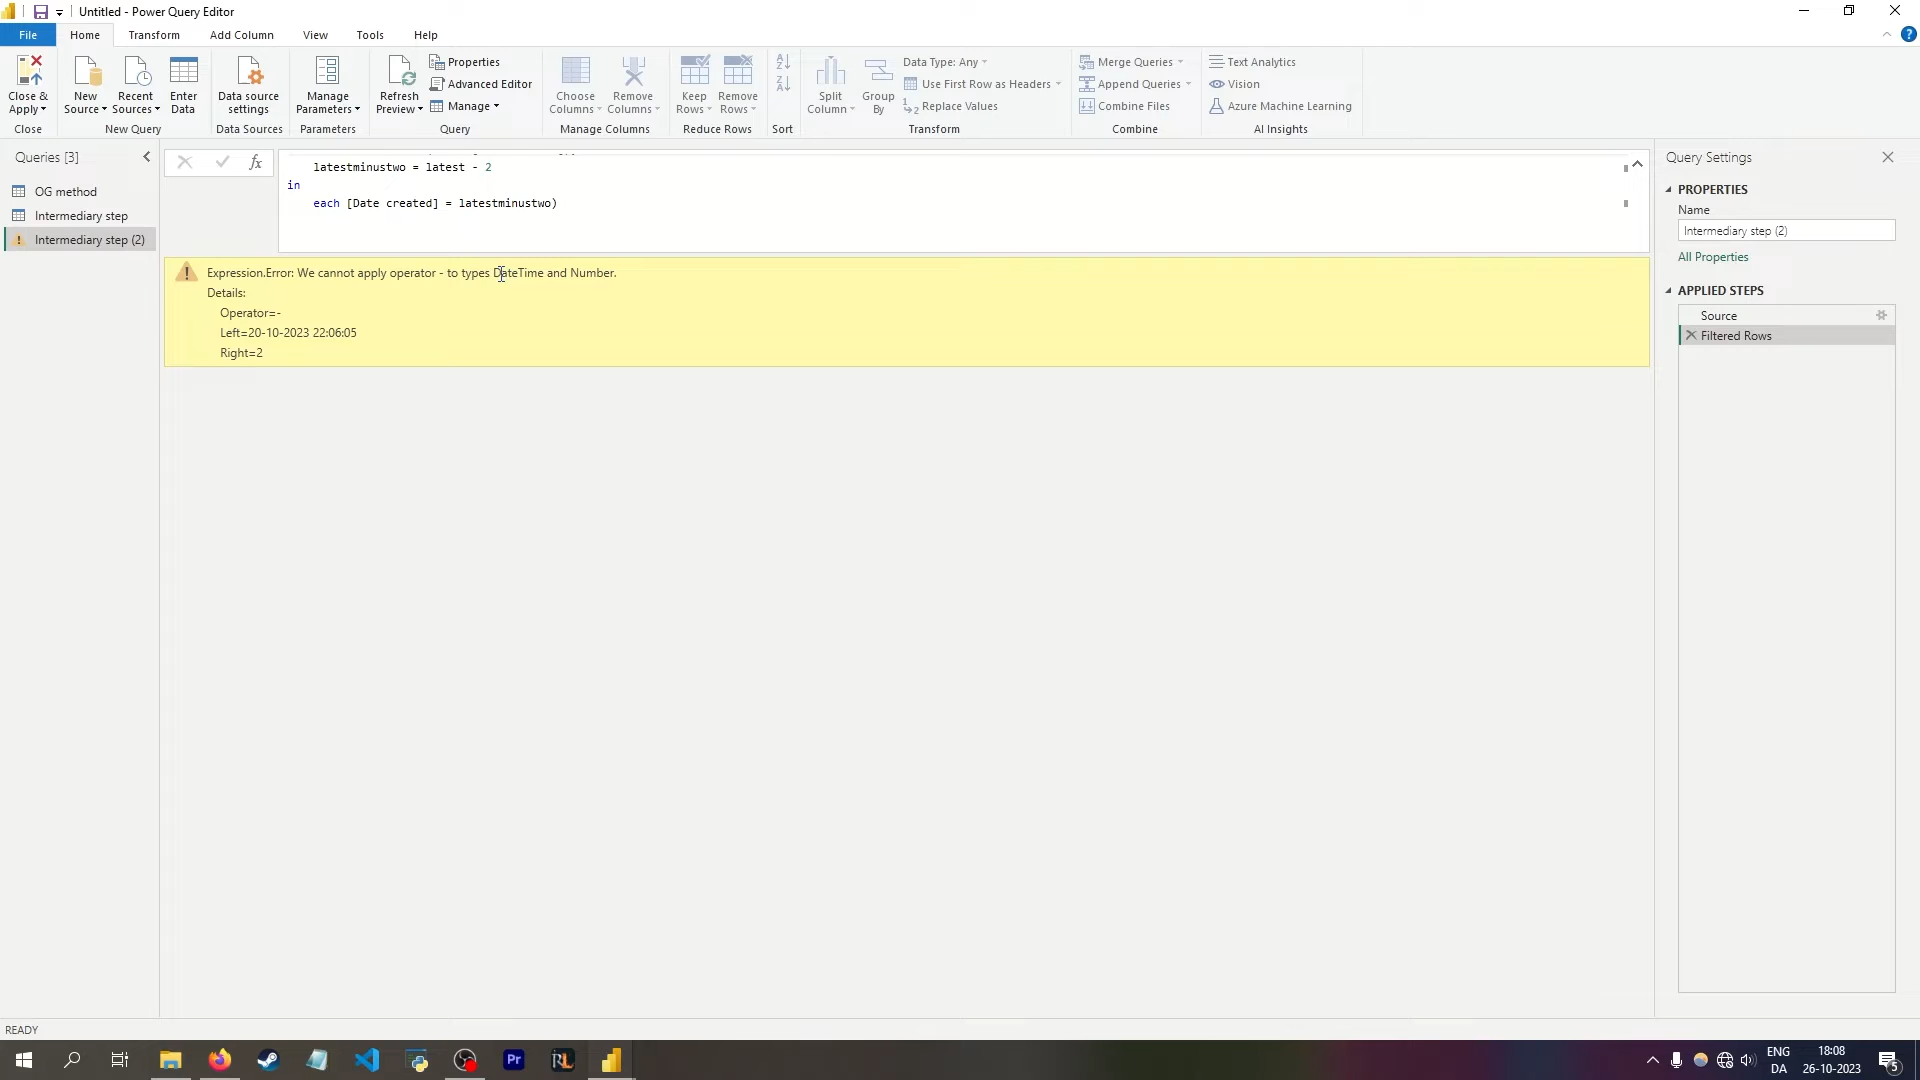 Untitled - Power Query Editor
File Home Transform Add Column View Tools Help
Close & Apply
Close
New Source
Recent Sources
Enter Data
New Query
Data source settings
Data Sources
Manage Parameters
Parameters
Refresh Preview
Properties
Advanced Editor
Manage
Query
Choose Columns
Remove Columns
Manage Columns
Keep Rows
Remove Rows
Reduce Rows
Sort
Split Column
Group By
Data Type: Any
Use First Row as Headers
Replace Values
Transform
Merge Queries
Append Queries
Combine Files
Combine
Text Analytics
Vision
Azure Machine Learning
AI Insights
Queries [3]
OG method
Intermediary step
Intermediary step (2)
fx
latestminustwo = latest - 2
in
each [Date created] = latestminustwo)
Expression.Error: We cannot apply operator - to types DateTime and Number.
Details:
Operator=-
Left=20-10-2023 22:06:05
Right=2
Query Settings
PROPERTIES
Name
Intermediary step (2)
All Properties
APPLIED STEPS
Source
Filtered Rows
READY
Pr
RL
ENG
DA
18:08
26-10-2023
5